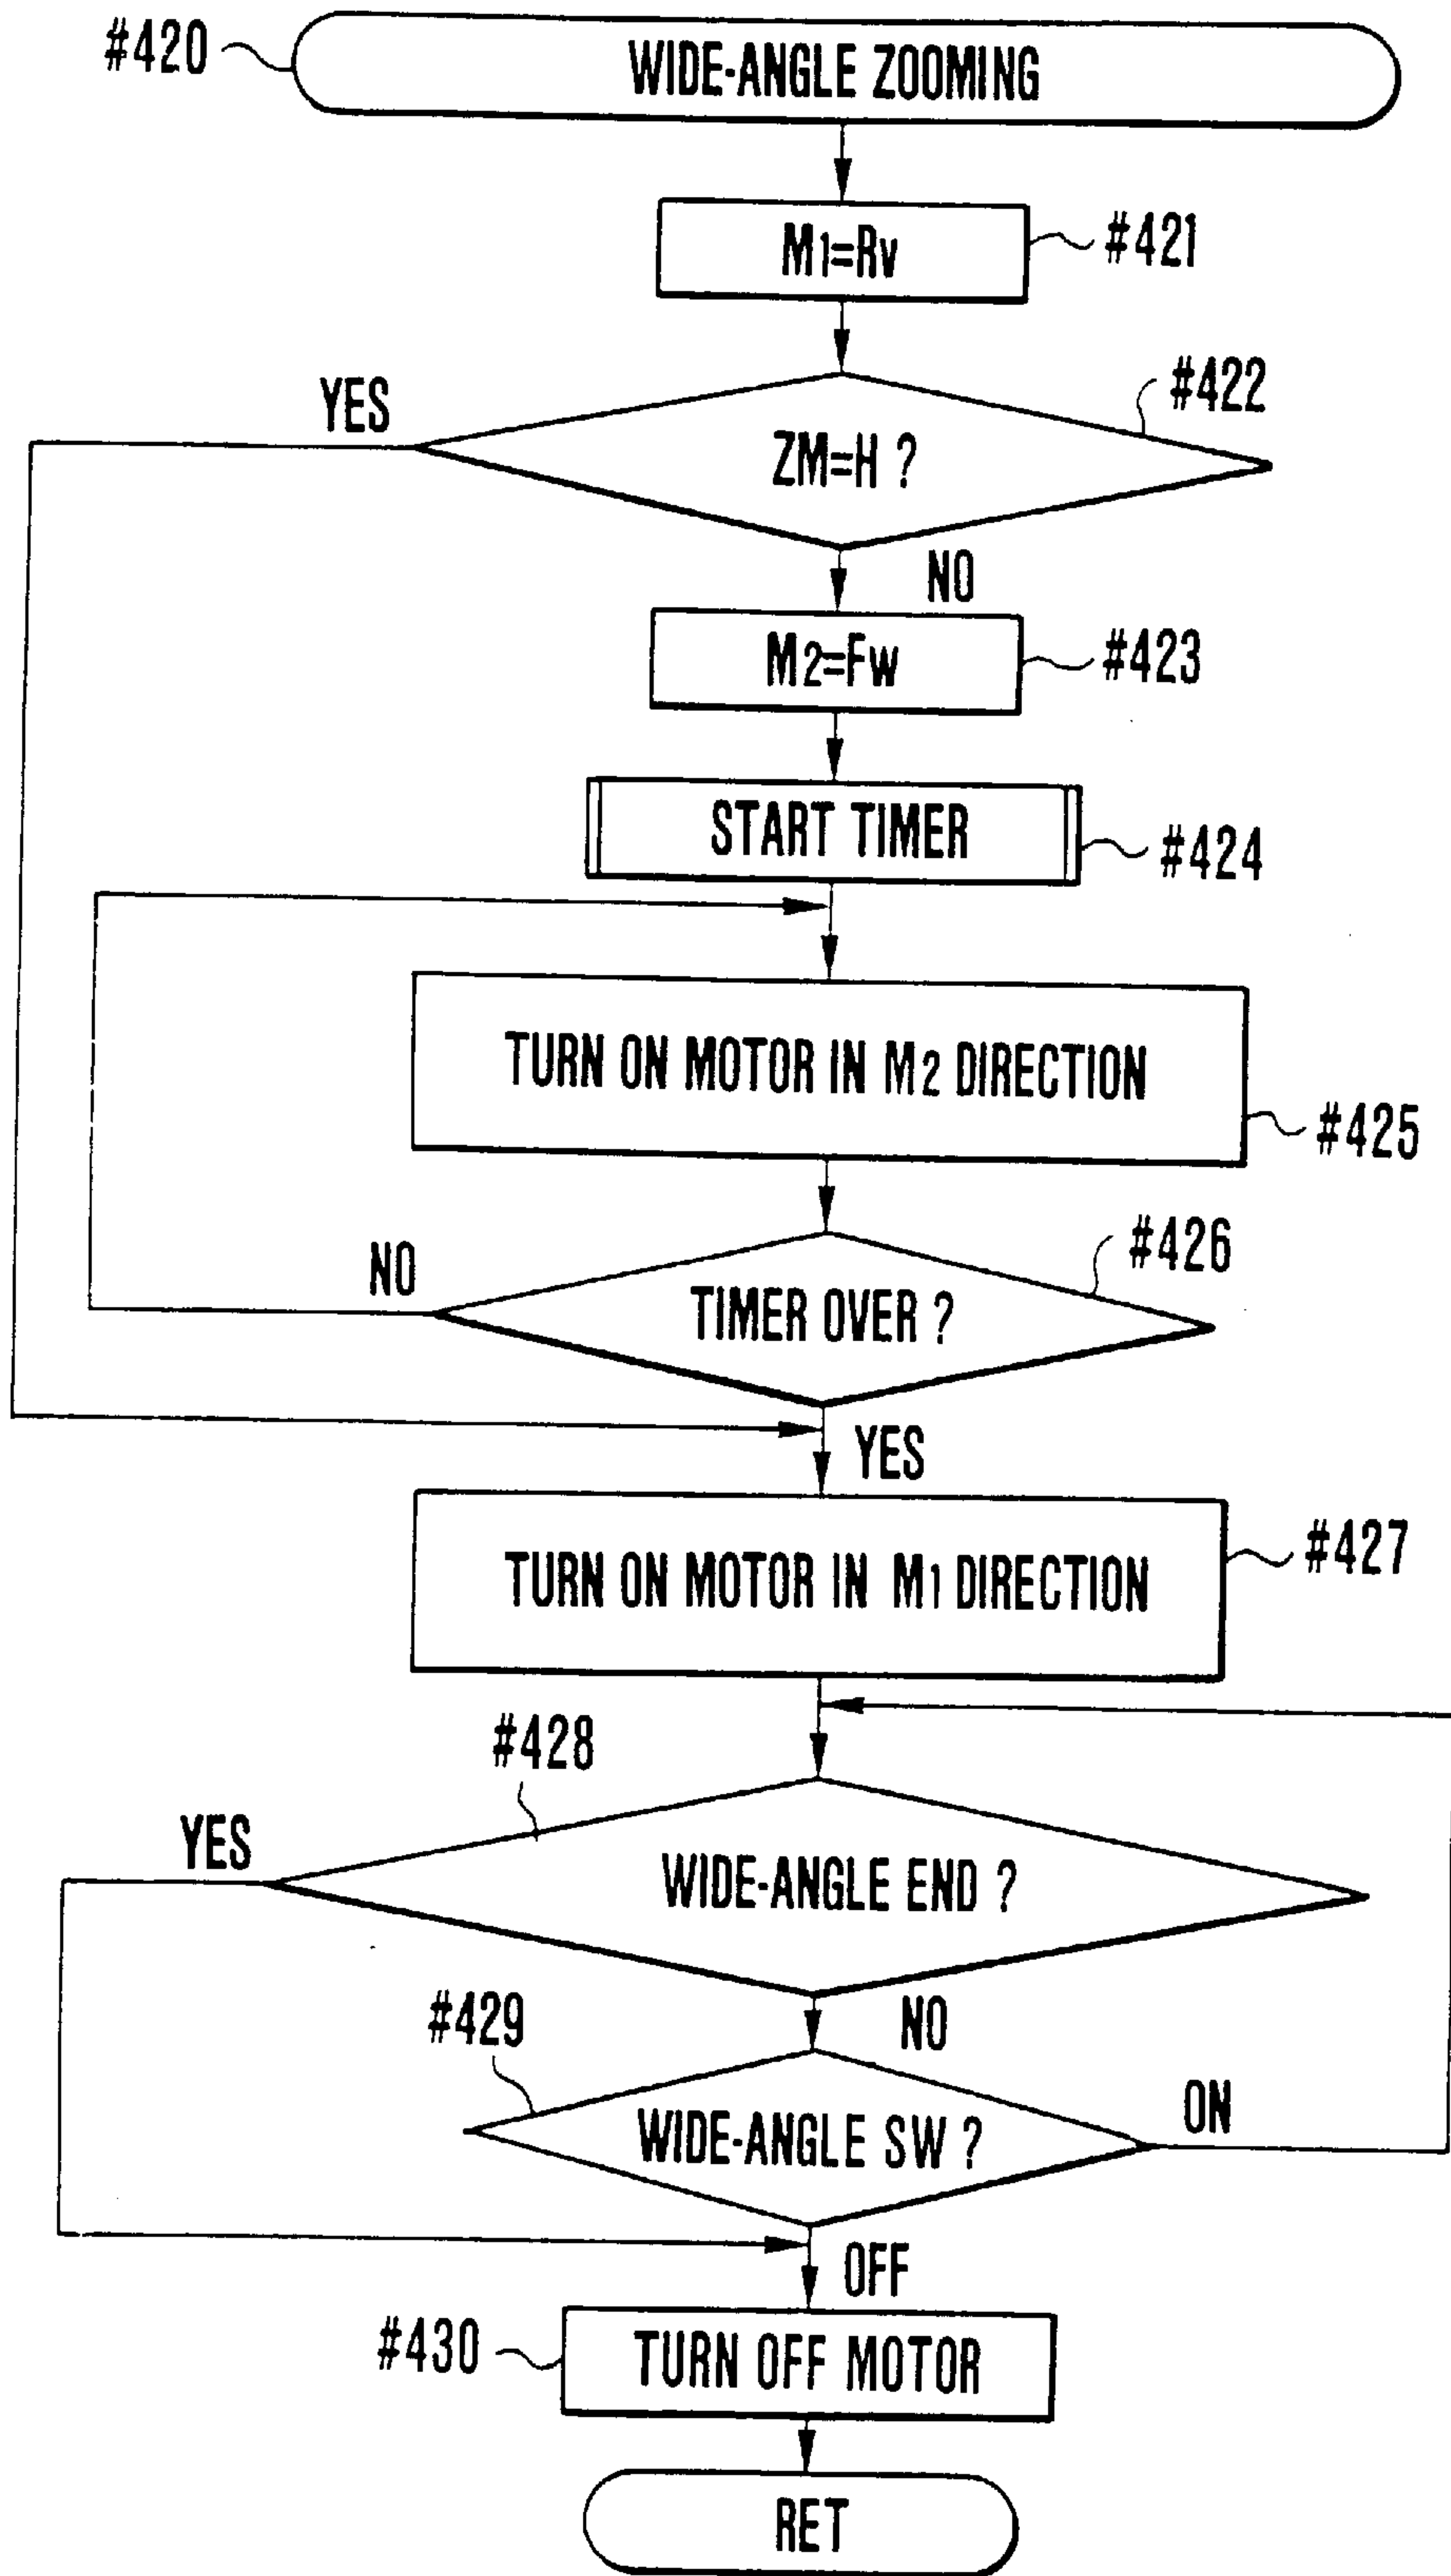 #420
WIDE-ANGLE ZOOMING
M1=Rv
#421
YES
#422
ZM=H ?
NO
M2=Fw
#423
START TIMER
#424
TURN ON MOTOR IN M2 DIRECTION
#425
#426
NO
TIMER OVER ?
YES
TURN ON MOTOR IN M1 DIRECTION
#427
#428
YES
WIDE-ANGLE END ?
#429
NO
ON
WIDE-ANGLE SW ?
OFF
#430
TURN OFF MOTOR
RET